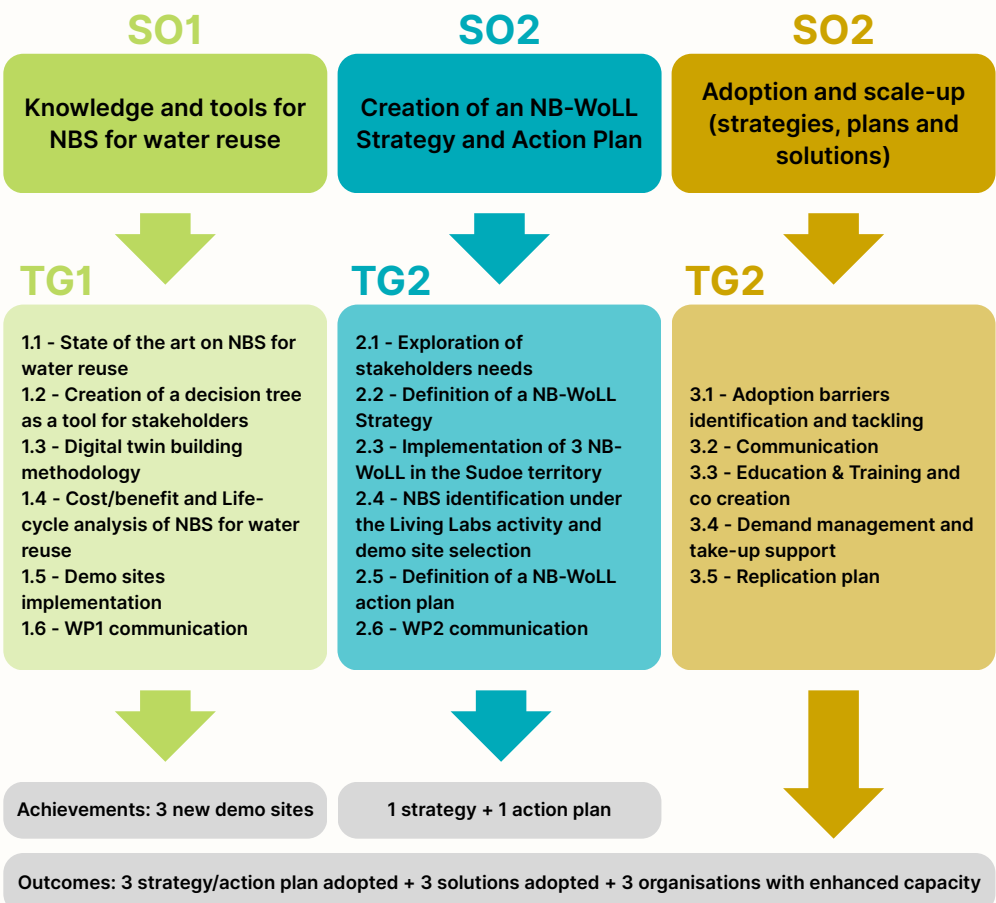 SO1
Knowledge and tools for
NBS for water reuse
TG1
1.1 - State of the art on NBS for
water reuse
1.2 - Creation of a decision tree
as a tool for stakeholders
1.3 - Digital twin building
methodology
1.4 - Cost/benefit and Life-
cycle analysis of NBS for water
reuse
1.5 - Demo sites
implementation
1.6 - WP1 communication
Achievements: 3 new demo sites
SO2
Creation of an NB-WoLL
Strategy and Action Plan
TG2
2.1 - Exploration of
stakeholders needs
2.2 - Definition of a NB-WoLL
Strategy
2.3 - Implementation of 3 NB-
WoLL in the Sudoe territory
2.4 - NBS identification under
the Living Labs activity and
demo site selection
2.5 - Definition of a NB-WoLL
action plan
2.6 - WP2 communication
1 strategy + 1 action plan
SO2
Adoption and scale-up
(strategies, plans and
solutions)
TG2
3.1 - Adoption barriers
identification and tackling
3.2 - Communication
3.3 - Education & Training and
co creation
3.4 - Demand management and
take-up support
3.5 - Replication plan
Outcomes: 3 strategy/action plan adopted + 3 solutions adopted + 3 organisations with enhanced capacity